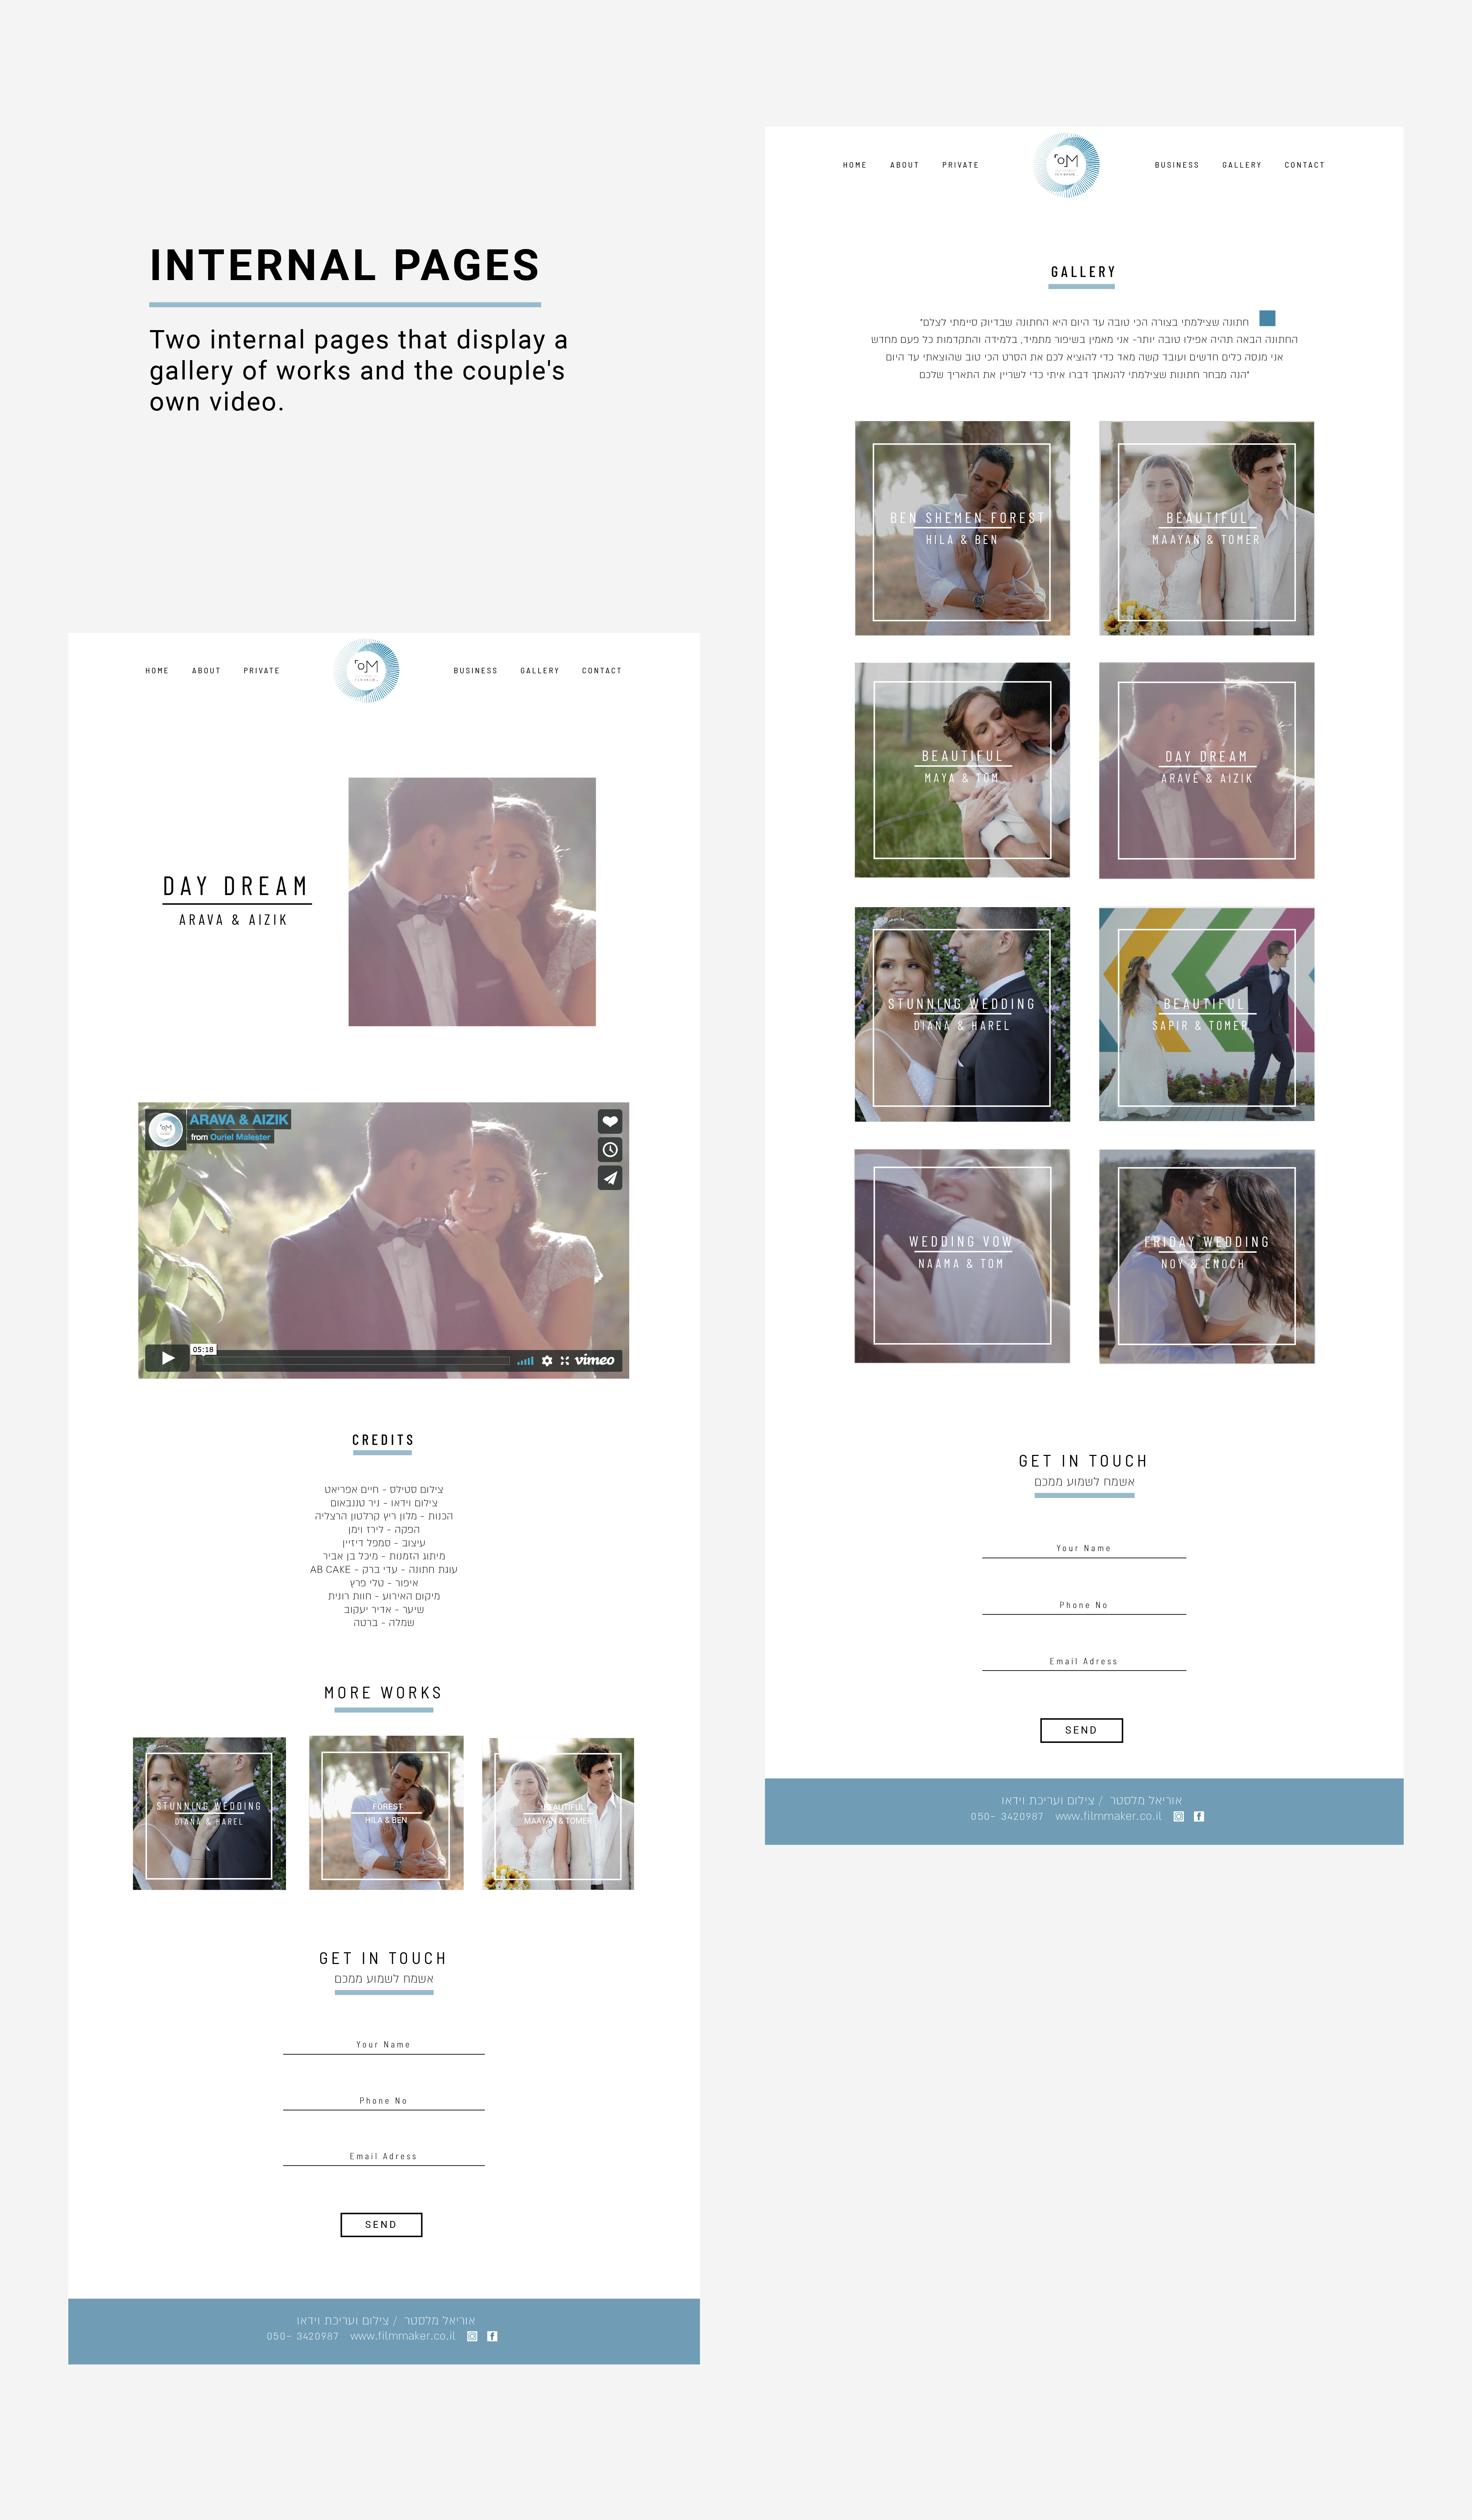 INTERNAL PAGES
Two internal pages that display a
gallery of works and the couple's
own video.
HOME ABOUT PRIVATE BUSINESS GALLERY CONTACT
DAY DREAM
ARAVA & AIZIK
ARAVA & AIZIK
from Ouriel Malester
05:18
vimeo
CREDITS
צילום סטילס - חיים אפריאט
צילום וידאו - ניר טננבאום
הכנות - מלון ריץ קרלטון הרצליה
הפקה - לירז וימן
עיצוב - סמפל דיזיין
מיתוג הזמנות - מיכל בן אביר
עוגת חתונה - עדי ברק - AB CAKE
איפור - טלי פרץ
מיקום האירוע - חוות רונית
שיער - אדיר יעקוב
שמלה - ברטה
MORE WORKS
STUNNING WEDDING
DIANA & HAREL
FOREST
HILA & BEN
BEAUTIFUL
MAAYAN & TOMER
GET IN TOUCH
אשמח לשמוע ממכם
Your Name
Phone No
Email Adress
SEND
אוריאל מלסטר / צילום ועריכת וידאו
050- 3420987 www.filmmaker.co.il
HOME ABOUT PRIVATE BUSINESS GALLERY CONTACT
GALLERY
חתונה שצילמתי בצורה הכי טובה עד היום היא החתונה שבדיוק סיימתי לצלם"
החתונה הבאה תהיה אפילו טובה יותר- אני מאמין בשיפור מתמיד, בלמידה והתקדמות כל פעם מחדש
אני מנסה כלים חדשים ועובד קשה מאד כדי להוציא לכם את הסרט הכי טוב שהוצאתי עד היום
"הנה מבחר חתונות שצילמתי להנאתך דברו איתי כדי לשריין את התאריך שלכם
BEN SHEMEN FOREST
HILA & BEN
BEAUTIFUL
MAAYAN & TOMER
BEAUTIFUL
MAYA & TOM
DAY DREAM
ARAVE & AIZIK
STUNNING WEDDING
DIANA & HAREL
BEAUTIFUL
SAPIR & TOMER
WEDDING VOW
NAAMA & TOM
FRIDAY WEDDING
NOY & ENOCH
GET IN TOUCH
אשמח לשמוע ממכם
Your Name
Phone No
Email Adress
SEND
אוריאל מלסטר / צילום ועריכת וידאו
050- 3420987 www.filmmaker.co.il